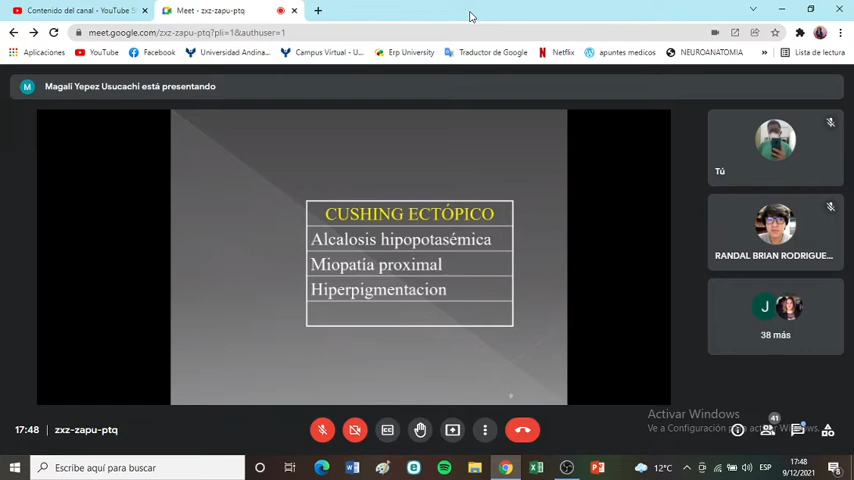 Contenido del canal - YouTube S
Meet - zxz-zapu-ptq
meet.google.com/zxz-zapu-ptq?pli=1&authuser=1
Aplicaciones
YouTube
Facebook
Universidad Andina...
Campus Virtual - U...
Erp University
Traductor de Google
Netflix
apuntes medicos
NEUROANATOMIA
Lista de lectura
M
Magali Yepez Usucachi está presentando
CUSHING ECTÓPICO
Alcalosis hipopotasémica
Miopatía proximal
Hiperpigmentacion
Tú
RANDAL BRIAN RODRIGUE...
J
38 más
17:48
zxz-zapu-ptq
41
Activar Windows
Ve a Configuración para activar Windows.
Escribe aquí para buscar
12°C
ESP
17:48
9/12/2021